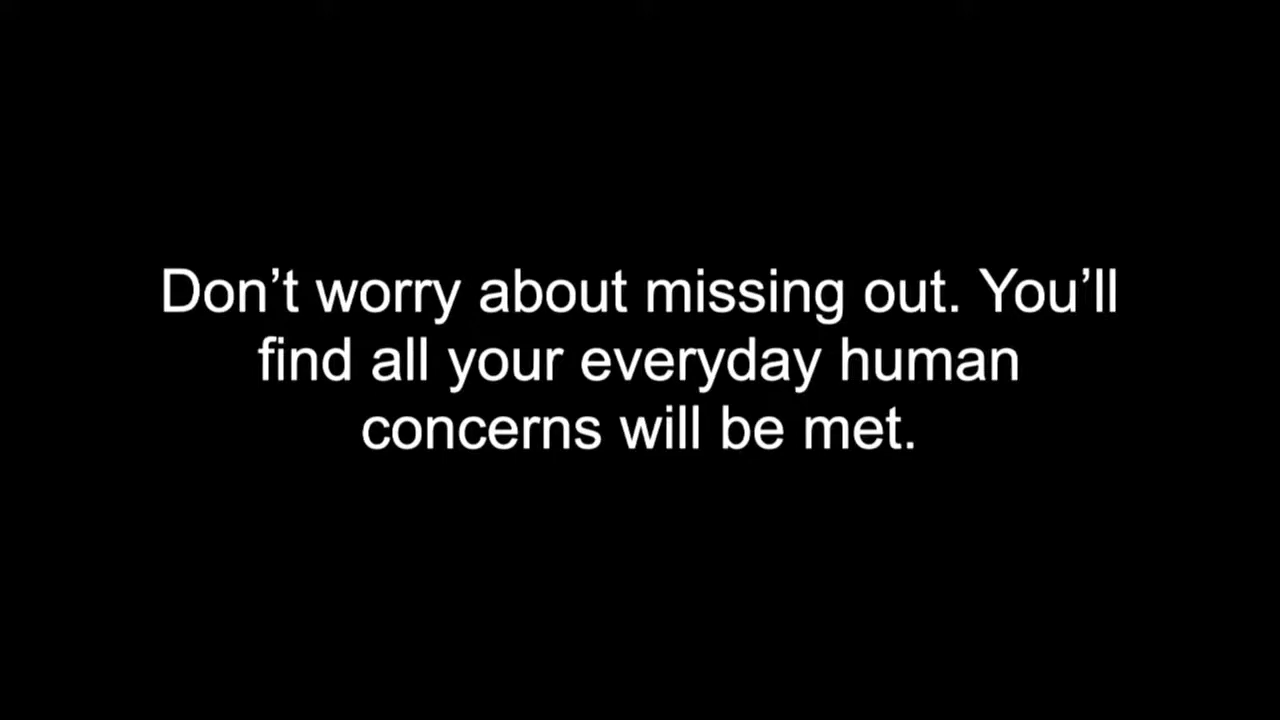 Don’t worry about missing out. You’ll
find all your everyday human
concerns will be met.